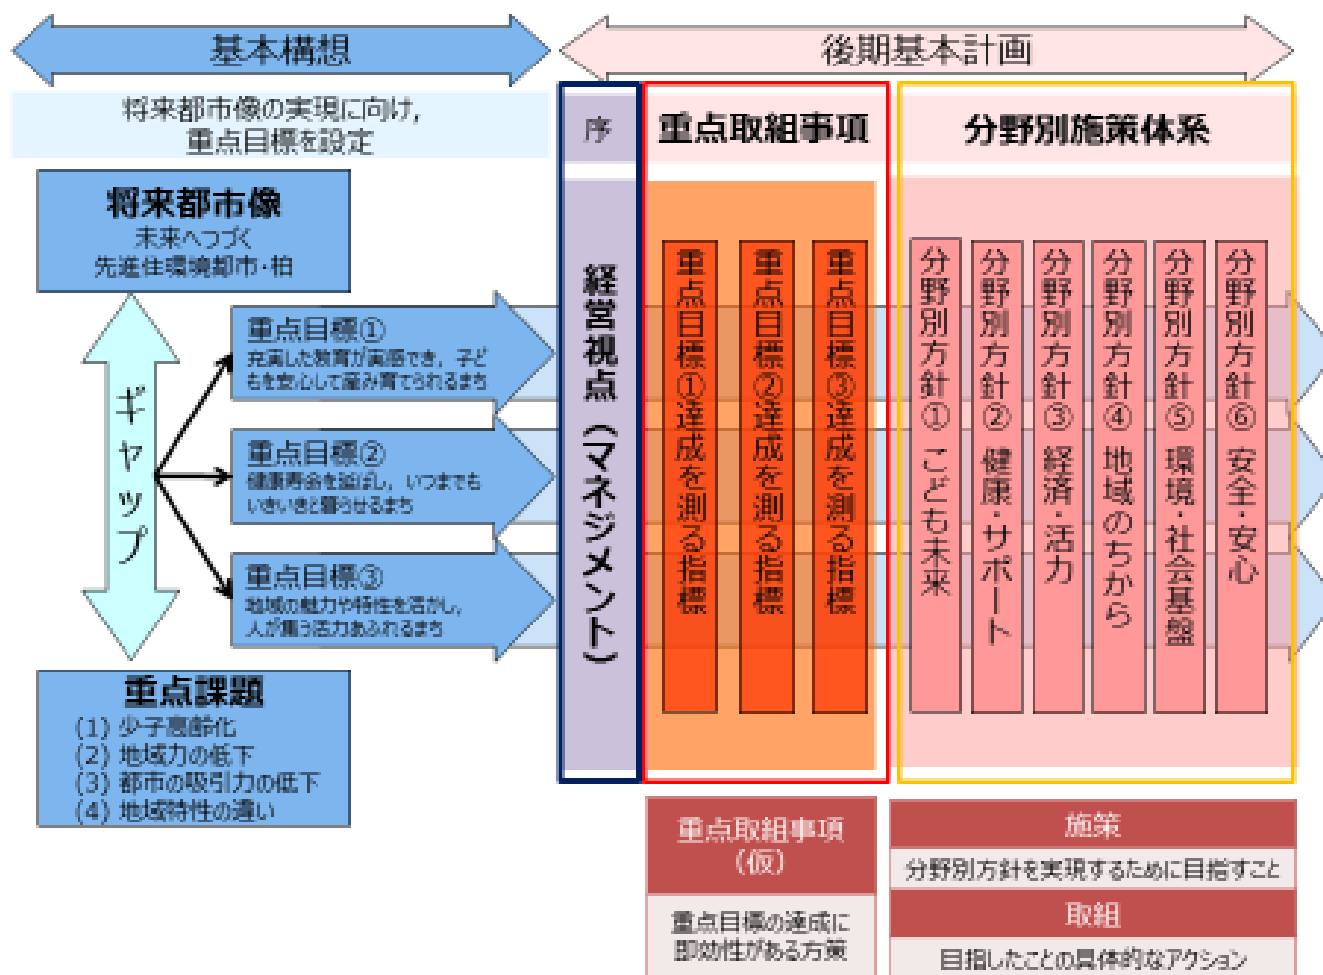 基本構想
後期基本計画
将来都市像の実現に向け,
重点目標を設定
序
重点取組事項
分野別施策体系
将来都市像
未来へつづく
先進住環境都市・柏
ギャップ
重点目標①
充実した教育が実感でき，子ど
もを安心して産み育てられるまち
重点目標②
健康寿命を延ばし，いつまでも
いきいきと暮らせるまち
重点目標③
地域の魅力や特性を活かし，
人が集う活力あふれるまち
重点課題
(1) 少子高齢化
(2) 地域力の低下
(3) 都市の吸引力の低下
(4) 地域特性の違い
経営視点（マネジメント）
重点目標①達成を測る指標
重点目標②達成を測る指標
重点目標③達成を測る指標
分野別方針① こども未来
分野別方針② 健康・サポート
分野別方針③ 経済・活力
分野別方針④ 地域のちから
分野別方針⑤ 環境・社会基盤
分野別方針⑥ 安全・安心
重点取組事項
（仮）
重点目標の達成に
即効性がある方策
施策
分野別方針を実現するために目指すこと
取組
目指したことの具体的なアクション